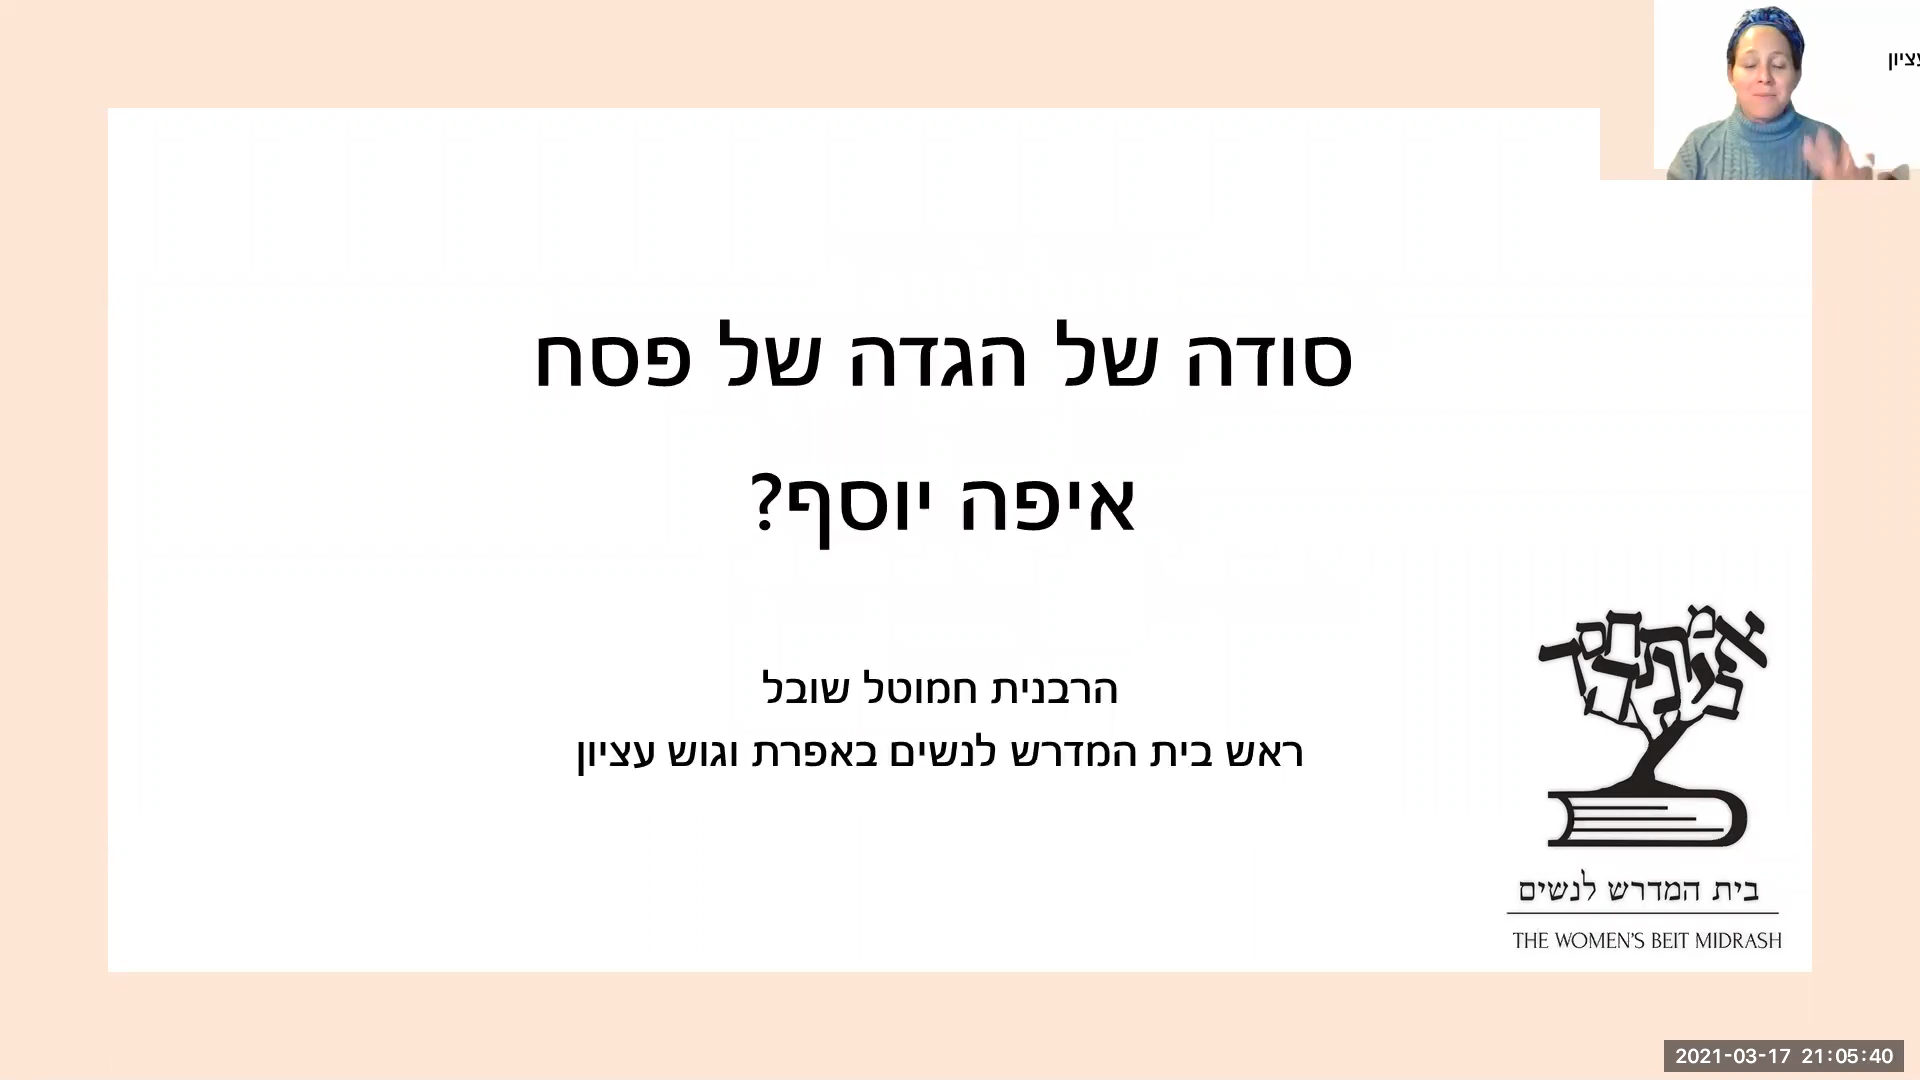 סודה של הגדה של פסח
איפה יוסף?
הרבנית חמוטל שובל
ראש בית המדרש לנשים באפרת וגוש עציון
בית המדרש לנשים
THE WOMEN'S BEIT MIDRASH
2021-03-17 21:05:40